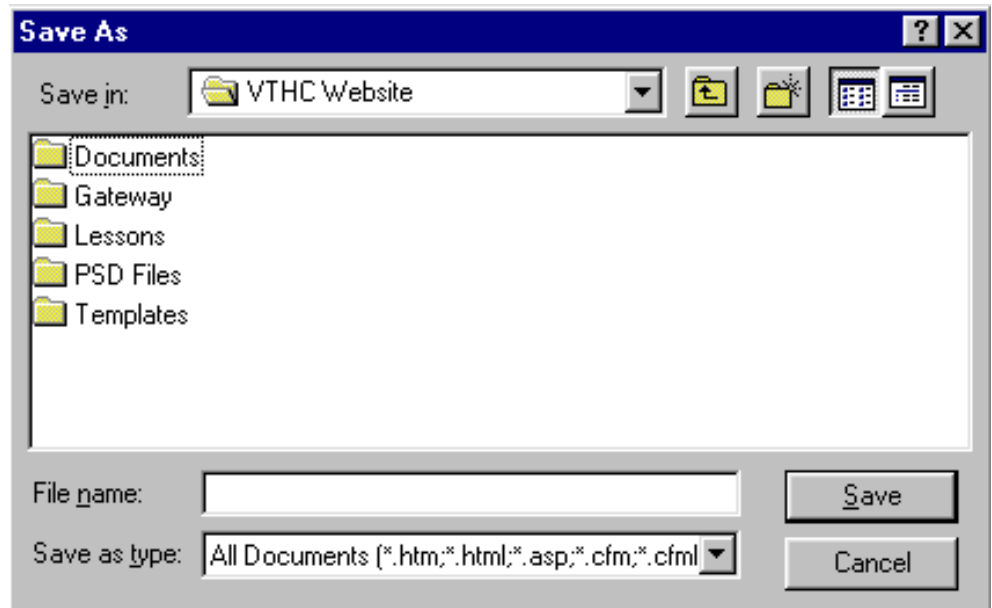 Save As
Save in: VTHC Website
Documents
Gateway
Lessons
PSD Files
Templates
File name: Save
Save as type: All Documents (*.htm;*.html;*.asp;*.cfm;*.cfml Cancel